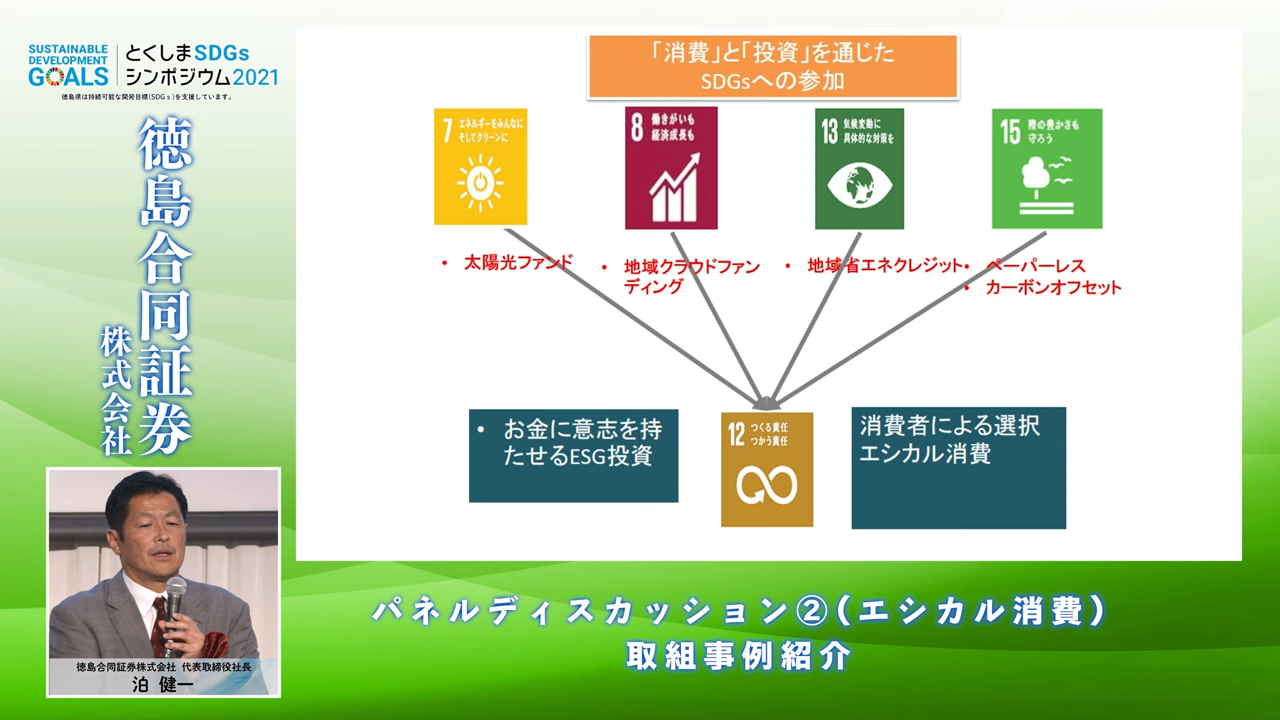 SUSTAINABLE
DEVELOPMENT
GOALS
とくしまSDGs
シンポジウム2021
徳島県は持続可能な開発目標(SDGs)を支援しています。
徳島合同証券
株式会社
「消費」と「投資」を通じた
SDGsへの参加
7 エネルギーをみんなに
そしてクリーンに
8 働きがいも
経済成長も
13 気候変動に
具体的な対策を
15 陸の豊かさも
守ろう
• 太陽光ファンド
• 地域クラウドファン
ディング
• 地域省エネクレジット
• ペーパーレス
• カーボンオフセット
• お金に意志を持
たせるESG投資
12 つくる責任
つかう責任
消費者による選択
エシカル消費
徳島合同証券株式会社 代表取締役社長
泊 健一
パネルディスカッション②(エシカル消費)
取組事例紹介